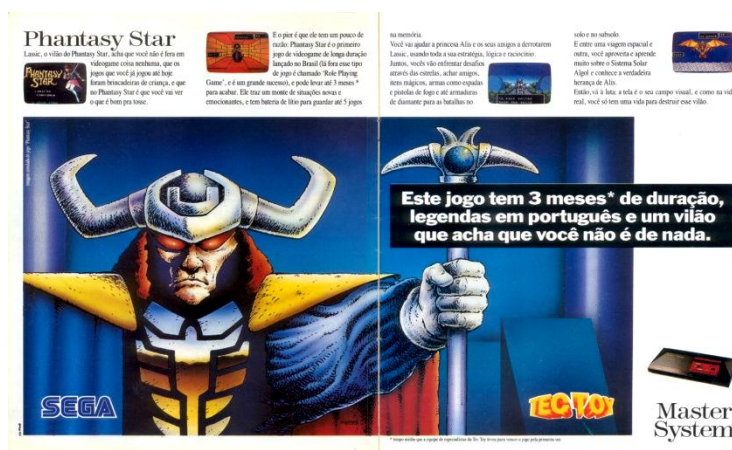 Phantasy Star
Lassic, o vilão do Phantasy Star, acha que você não é fera em
videogame coisa nenhuma, que os
jogos que você já jogou até hoje
foram brincadeiras de criança, e que
no Phantasy Star é que você vai ver
o que é bom pra tosse.
E o pior é que ele tem um pouco de
razão: Phantasy Star é o primeiro
jogo de videogame de longa duração
lançado no Brasil (lá fora esse tipo
de jogo é chamado 'Role Playing
Game', e é um grande sucesso), e pode levar até 5 meses *
para acabar. Ele traz um monte de situações novas e
emocionantes, e tem bateria de lítio para guardar até 5 jogos
na memória.
Você vai ajudar a princesa Alis e os seus amigos a derrotarem
Lassic, usando toda a sua estratégia, lógica e raciocínio.
Juntos, vocês vão enfrentar desafios
através das estrelas, achar amigos,
itens mágicos, armas como espadas
e pistolas de fogo e até armaduras
de diamante para as batalhas no
solo e no subsolo.
E entre uma viagem espacial e
outra, você aproveita e aprende
muito sobre o Sistema Solar
Algol e conhece a verdadeira
herança de Alis.
Então, vá à luta: a tela é o seu campo visual, e como na vida
real, você só tem uma vida para destruir esse vilão.
PHANTASY
STAR
Este jogo tem 3 meses* de duração,
legendas em português e um vilão
que acha que você não é de nada.
SEGA
TEC TOY
Master
System